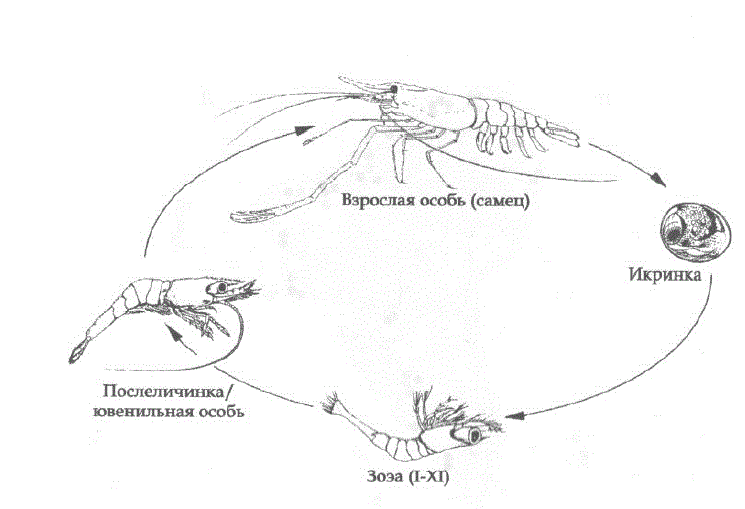 Взрослая особь (самец)
Икринка
Послеличинка/
ювенильная особь
Зоэа (I-XI)